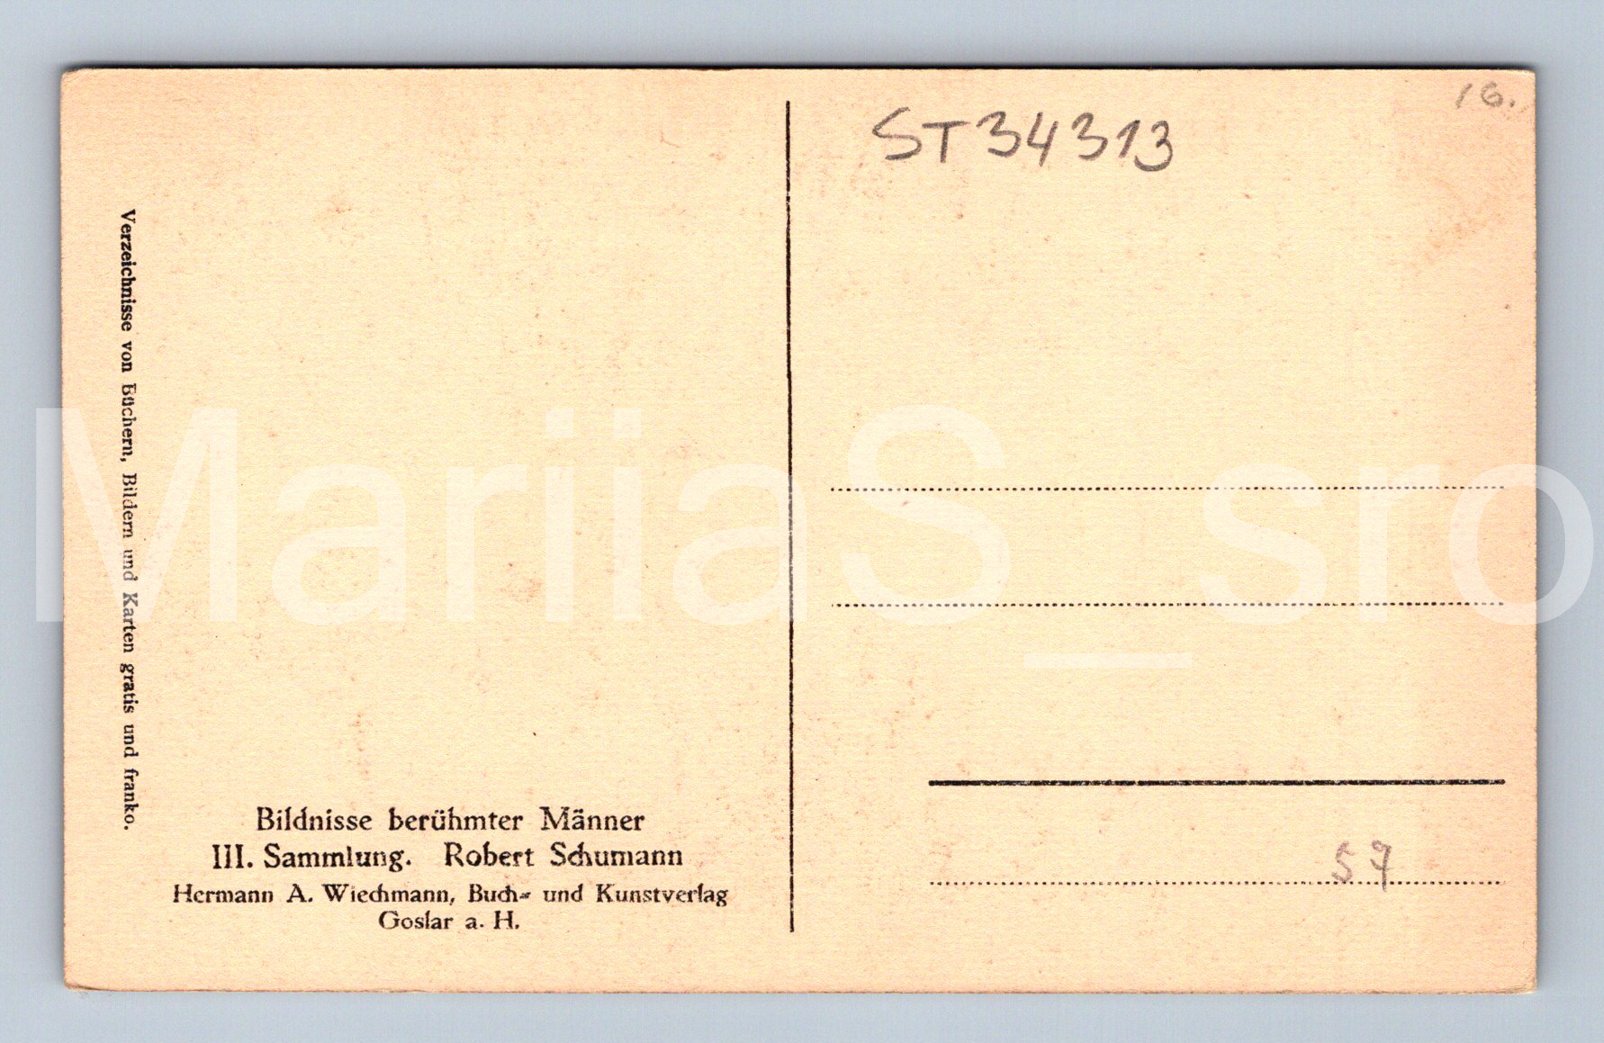 ST34313
16.
Verzeichnisse von Büchern, Bildern und Karten gratis und franko.
MariiaS_sro
Bildnisse berühmter Männer
III. Sammlung. Robert Schumann
Hermann A. Wiechmann, Buch- und Kunstverlag
Goslar a. H.
57